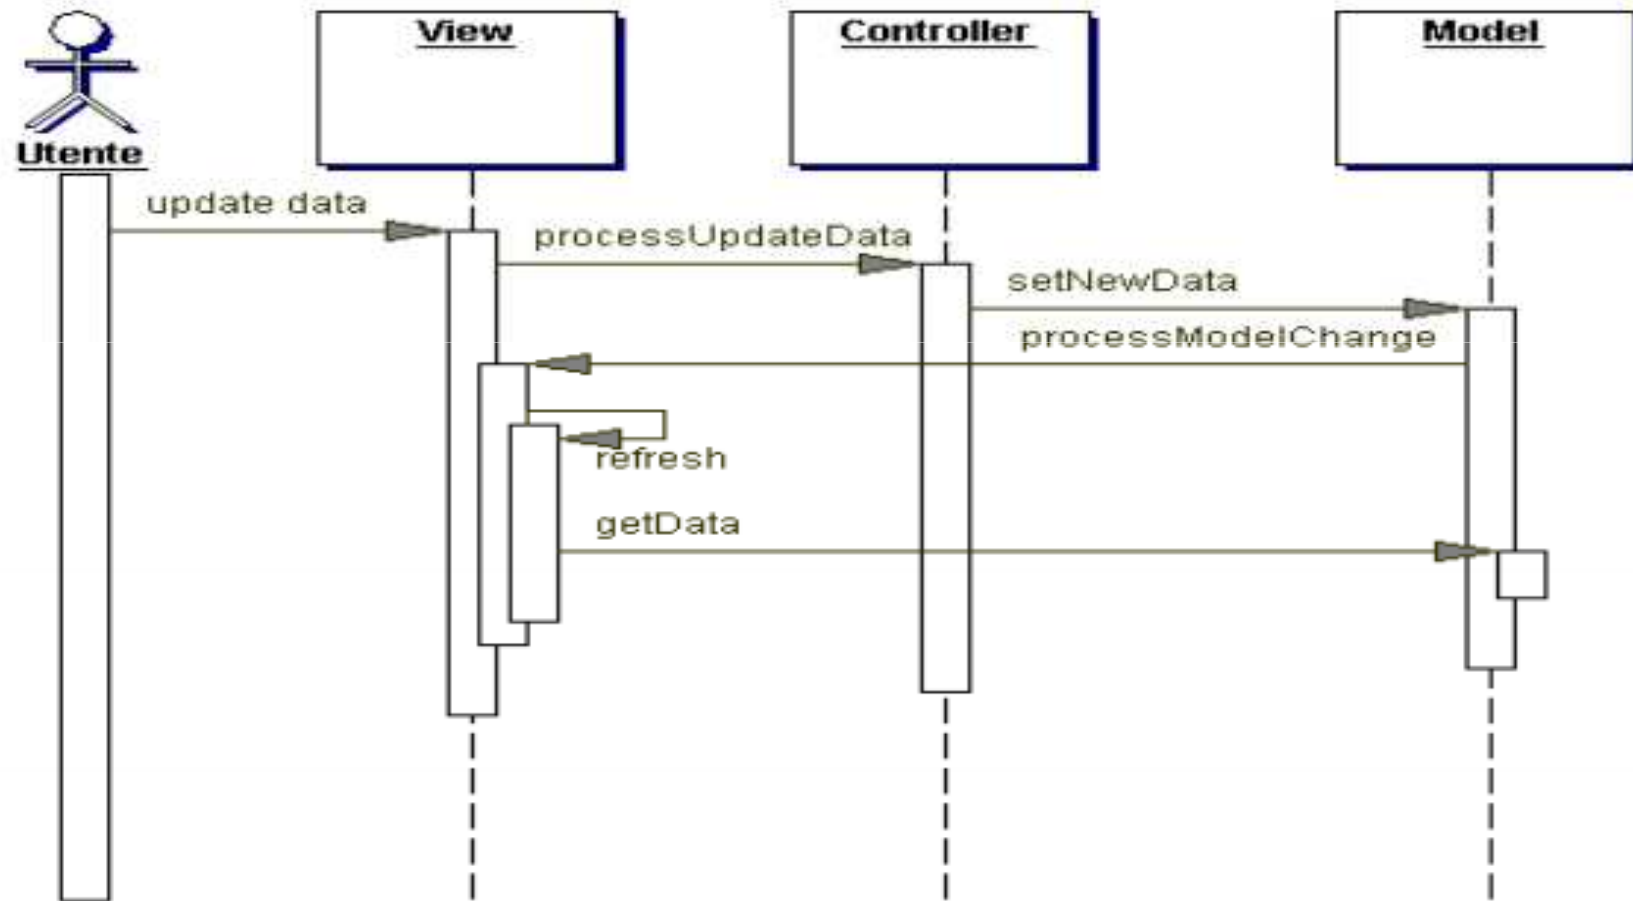 View
Controller
Model
Utente
update data
processUpdateData
setNewData
processModelChange
refresh
getData